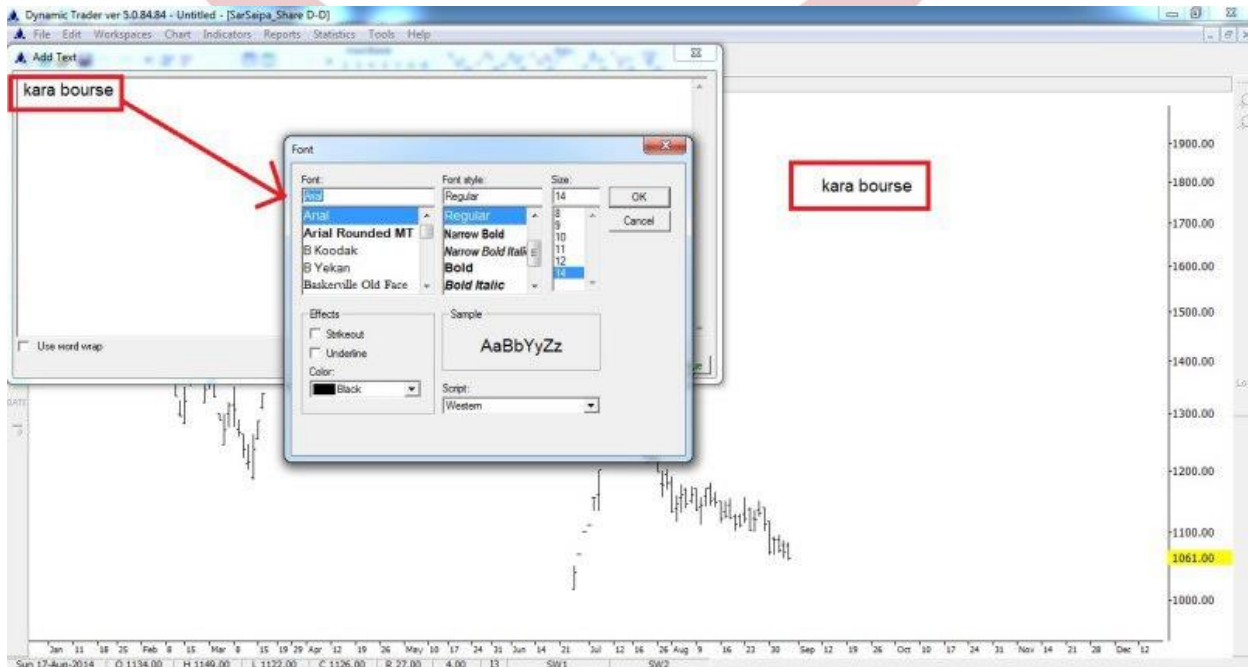 Dynamic Trader ver 5.0.84.84 - Untitled - [SarSaipa_Share D-D]
File Edit Workspaces Chart Indicators Reports Statistics Tools Help
Add Text
kara bourse
Font
Font: Font style: Size:
Arial Regular 14 OK
Arial Regular 8 Cancel
Arial Rounded MT Narrow Bold 9
B Koodak Narrow Bold Itali 10
B Yekan Bold 11
Baskerville Old Face Bold Italic 12
14
Effects Sample
Strikeout
Underline
AaBbYyZz
Color:
Black
Script:
Western
Use word wrap
kara bourse
1900.00
1800.00
1700.00
1600.00
1500.00
1400.00
1300.00
1200.00
1100.00
1061.00
1000.00
Jan 11 18 25 Feb 8 15 Mar 8 15 19 29 Apr 12 19 26 May 10 17 24 31 Jun 14 21 Jul 12 16 26 Aug 9 16 23 30 Sep 12 19 26 Oct 10 17 24 31 Nov 14 21 28 Dec 12
Sun 17-Aug-2014 O 1134.00 H 1149.00 L 1122.00 C 1126.00 R 27.00 4.00 I3 SW1 SW2